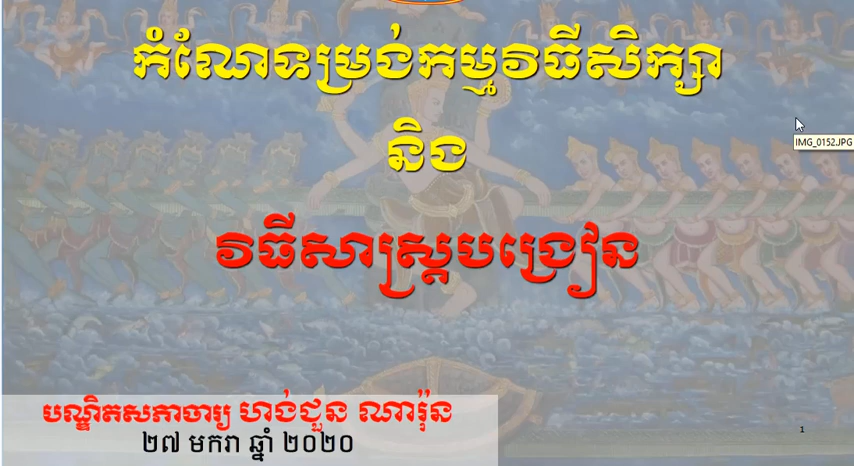 កំណែទម្រង់កម្មវិធីសិក្សា
និង
វិធីសាស្ត្របង្រៀន
IMG_0152.JPG
បណ្ឌិតសភាចារ្យ ហង់ជួន ណារ៉ុន
២៧ មករា ឆ្នាំ ២០២០
1